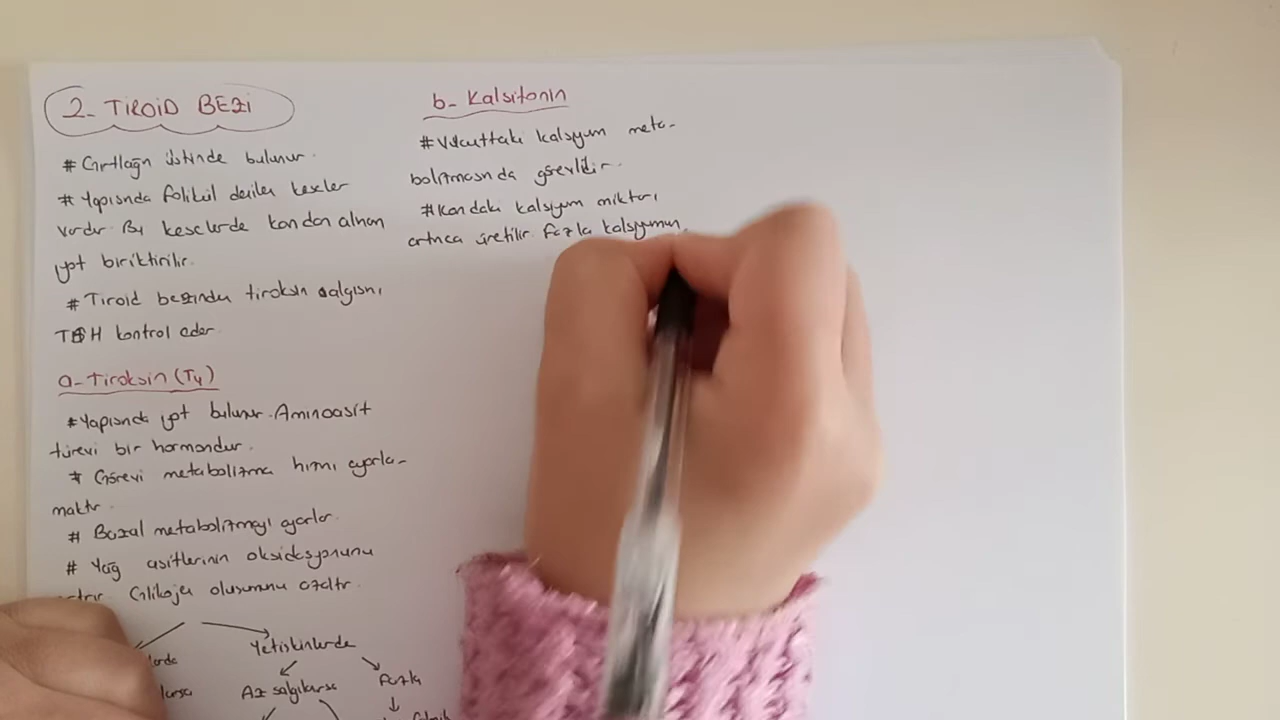 2- TİROİD BEZİ
# Gırtlağın üstünde bulunur.
# Yapısında folikül denilen keseler
vardır. Bu keselerde kandan alınan
iyot biriktirilir.
# Tiroid bezinden tiroksin salgısını
TSH kontrol eder.
a- Tiroksin (T4)
# Yapısında iyot bulunur. Aminoasit
türevi bir hormondur.
# Görevi metabolizma hızını ayarla-
maktır.
# Bazal metabolizmayı ayarlar.
# Yağ asitlerinin oksidasyonunu
Glikojen oluşumunu azaltır.
Yetişkinlerde
Az salgılarsa
Fazla
b- Kalsitonin
# Vücuttaki kalsiyum meta-
bolizmasında görevlidir.
# Kandaki kalsiyum miktarı
artınca üretilir. Fazla kalsiyumun